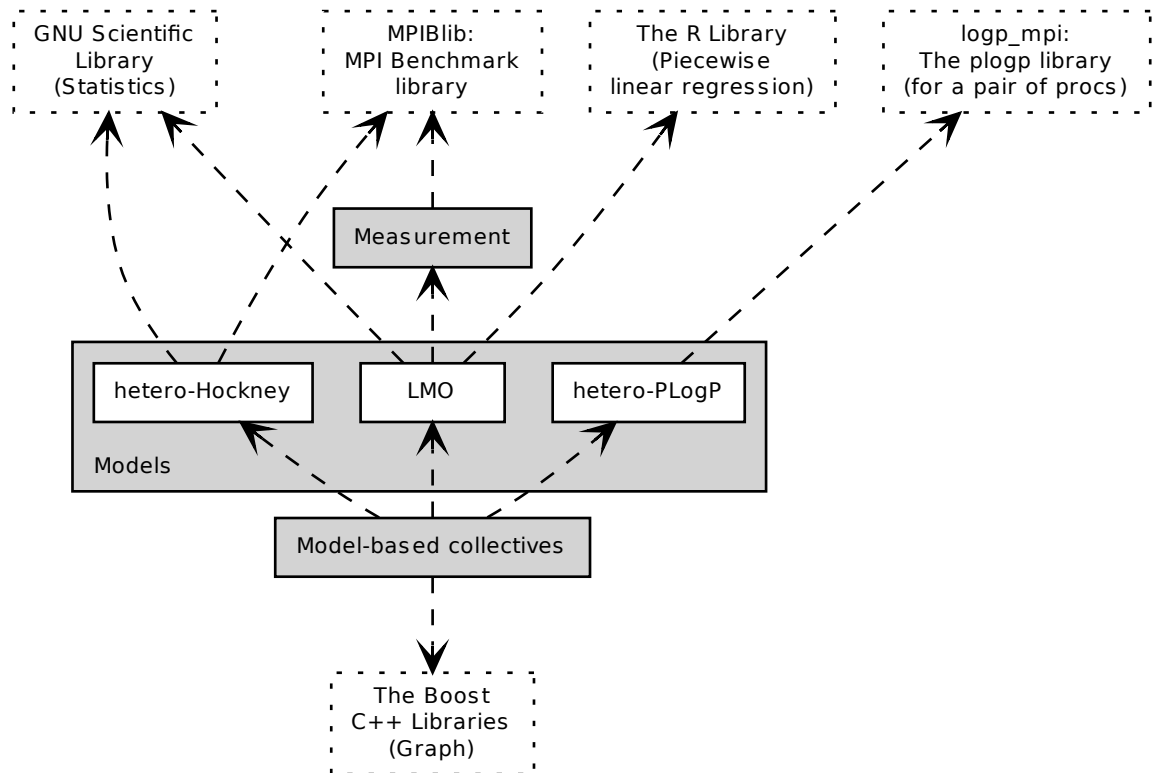 GNU Scientific
Library
(Statistics)
MPIBlib:
MPI Benchmark
library
The R Library
(Piecewise
linear regression)
logp_mpi:
The plogp library
(for a pair of procs)
Measurement
hetero-Hockney
LMO
hetero-PLogP
Models
Model-based collectives
The Boost
C++ Libraries
(Graph)